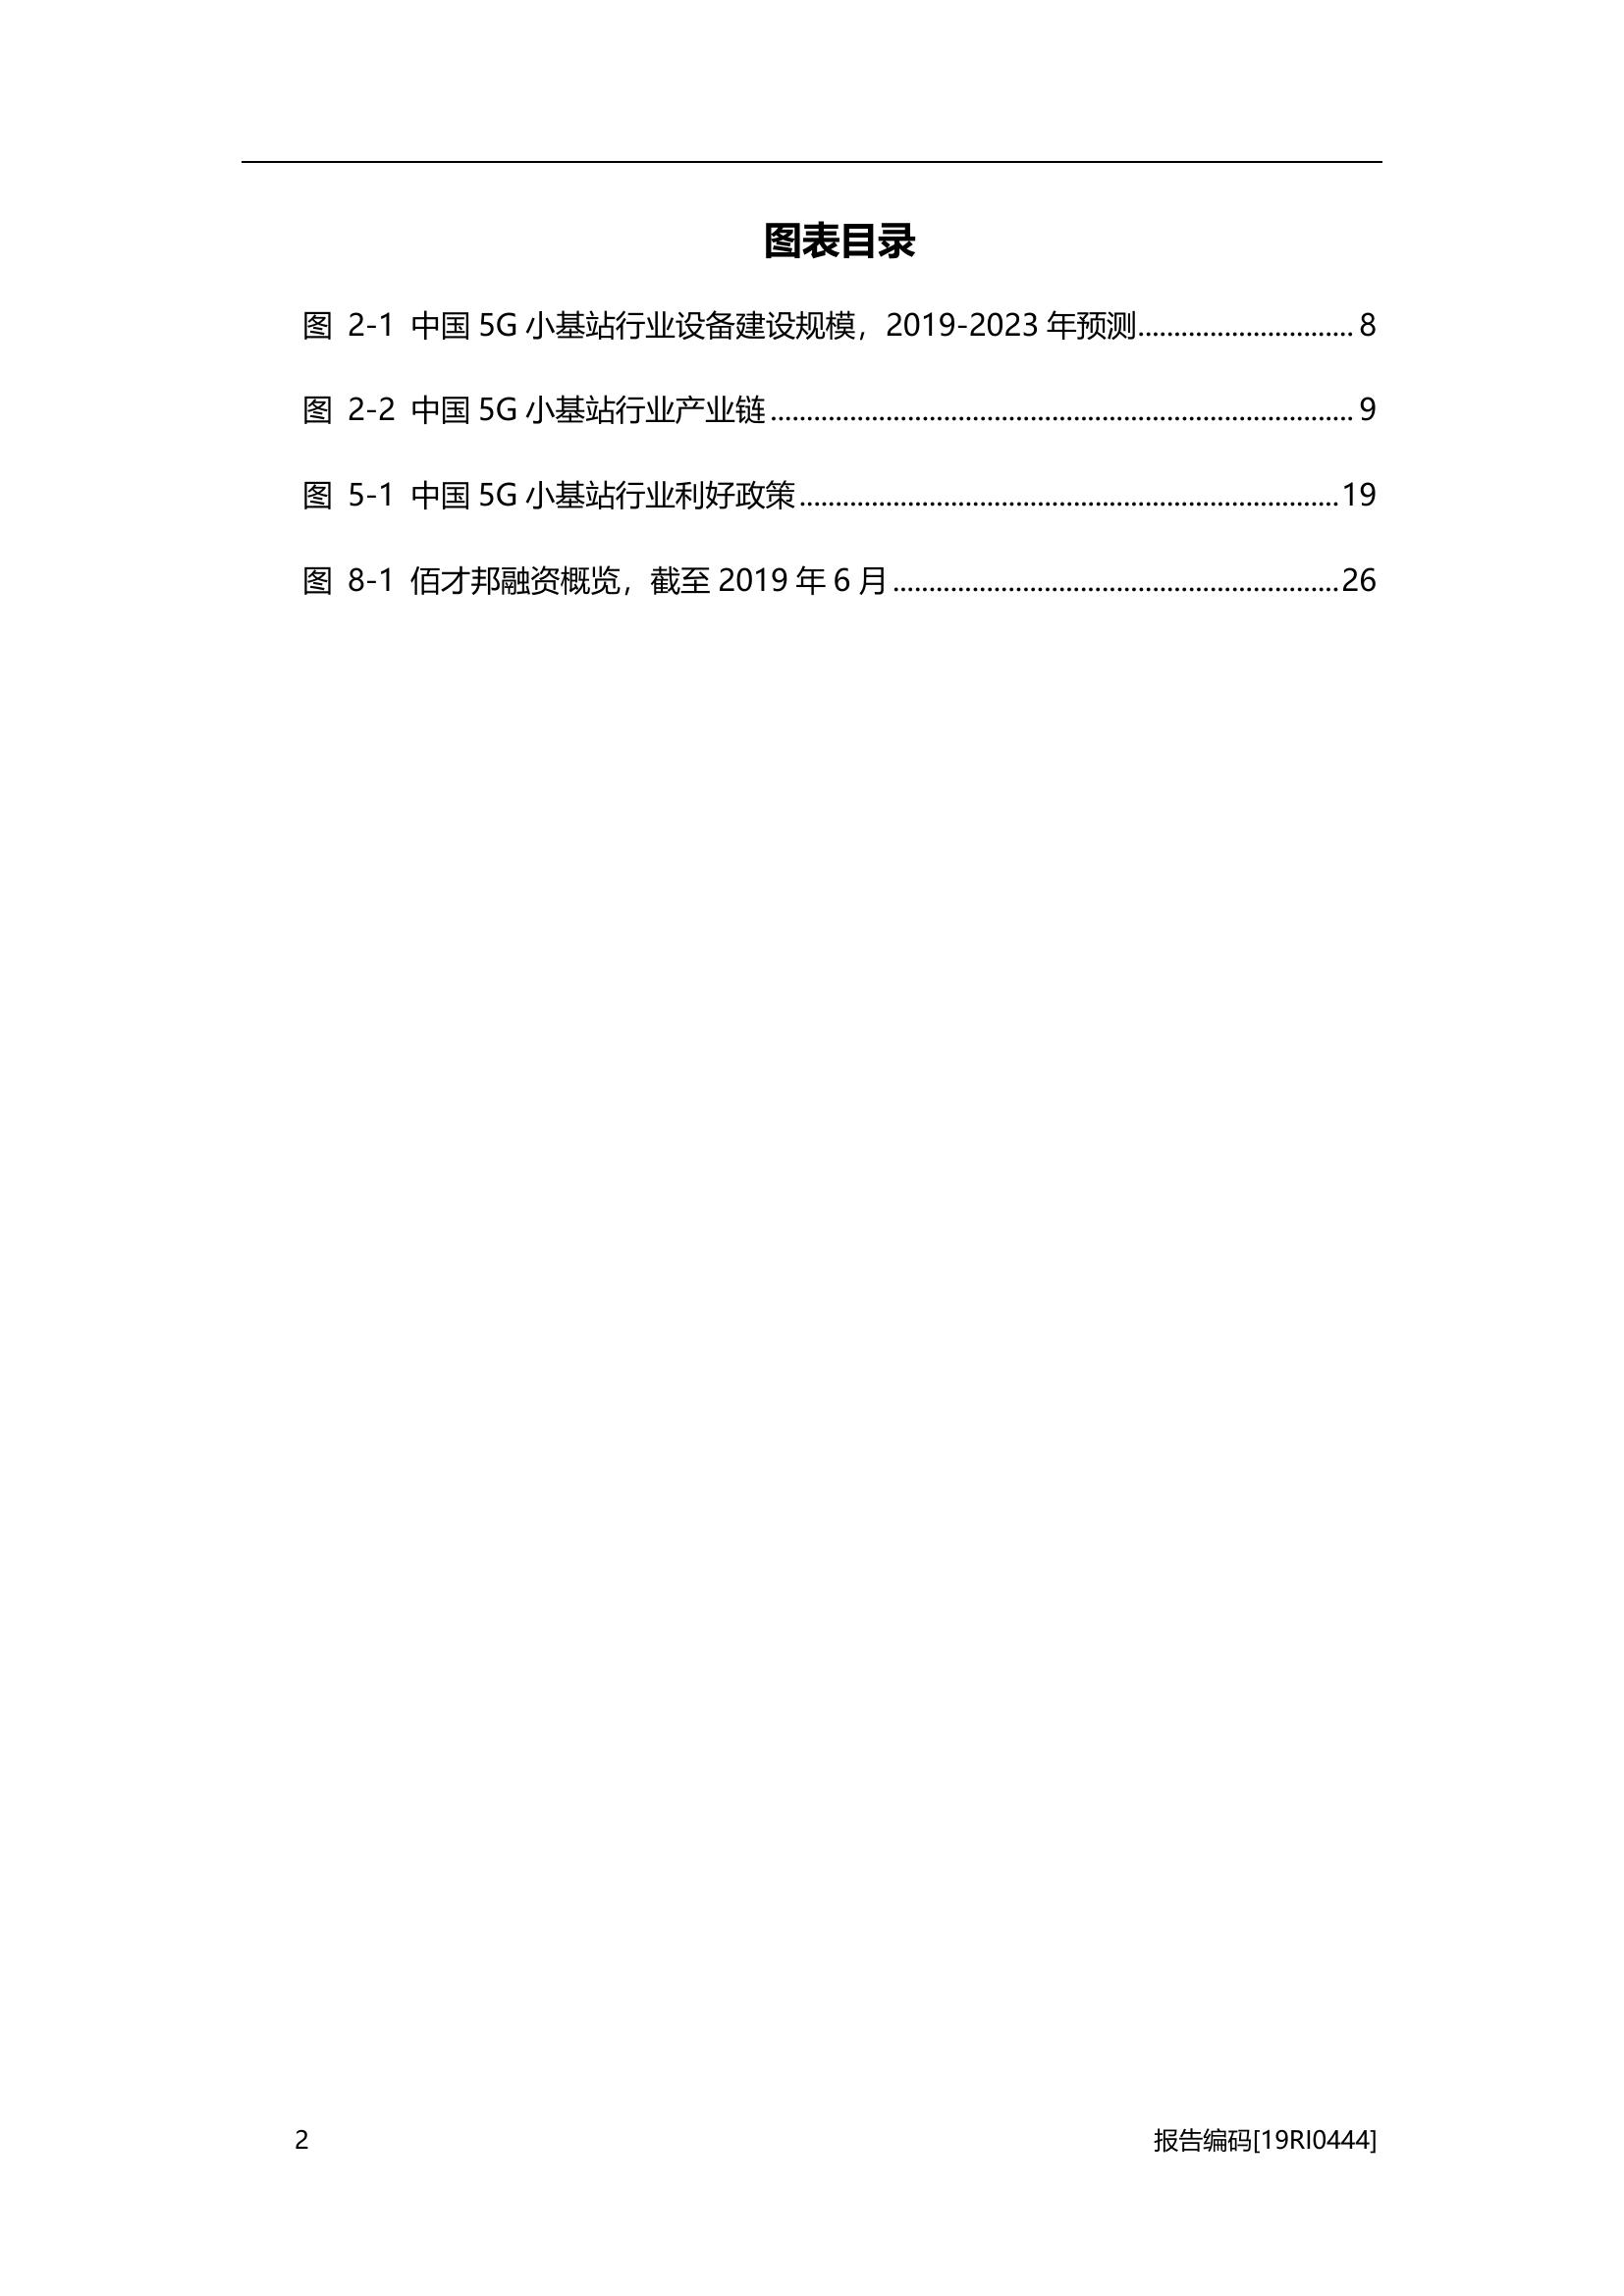 图表目录
图 2-1 中国 5G 小基站行业设备建设规模，2019-2023 年预测.............................. 8
图 2-2 中国 5G 小基站行业产业链................................................................................. 9
图 5-1 中国 5G 小基站行业利好政策...........................................................................19
图 8-1 佰才邦融资概览，截至 2019 年 6 月..............................................................26
2 报告编码[19RI0444]